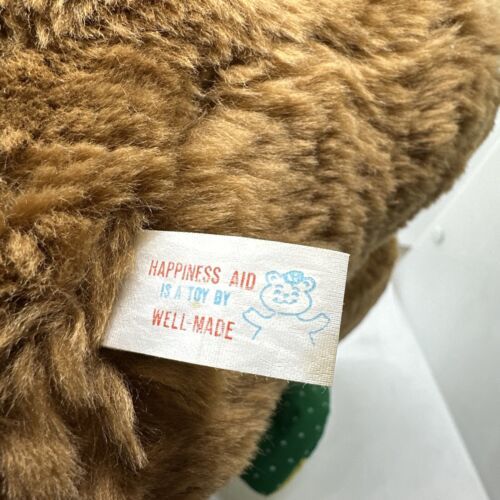 HAPPINESS AID
IS A TOY BY
WELL-MADE